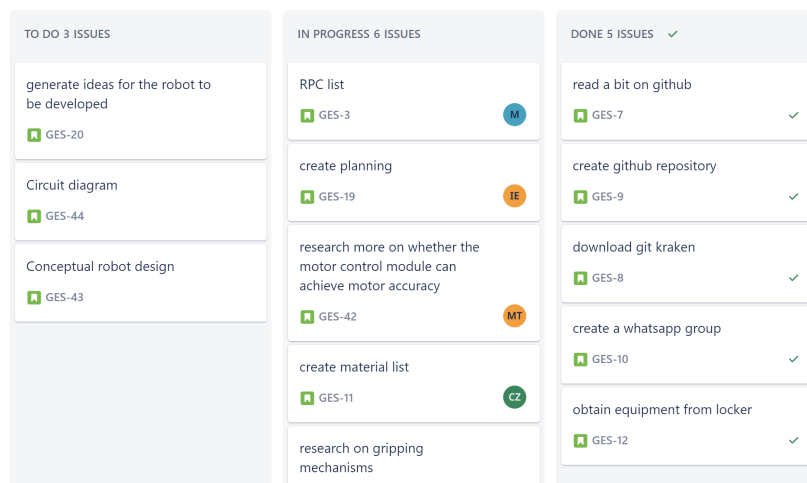 TO DO 3 ISSUES
generate ideas for the robot to
be developed
GES-20
Circuit diagram
GES-44
Conceptual robot design
GES-43
IN PROGRESS 6 ISSUES
RPC list
GES-3
M
create planning
GES-19
IE
research more on whether the
motor control module can
achieve motor accuracy
GES-42
MT
create material list
GES-11
CZ
research on gripping
mechanisms
DONE 5 ISSUES
read a bit on github
GES-7
create github repository
GES-9
download git kraken
GES-8
create a whatsapp group
GES-10
obtain equipment from locker
GES-12